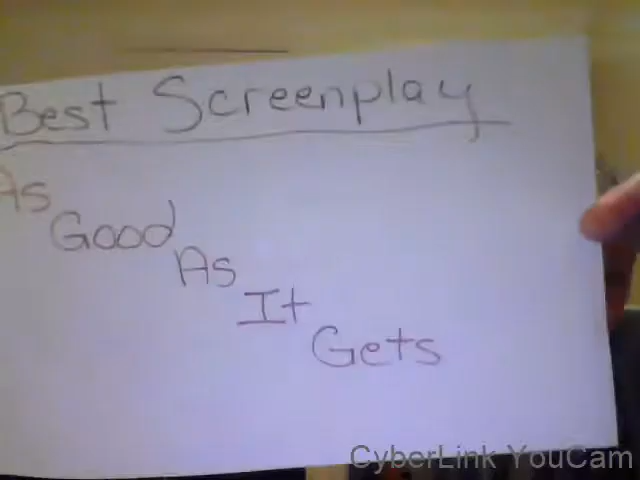 Best Screenplay
As
Good
As
It
Gets
CyberLink YouCam